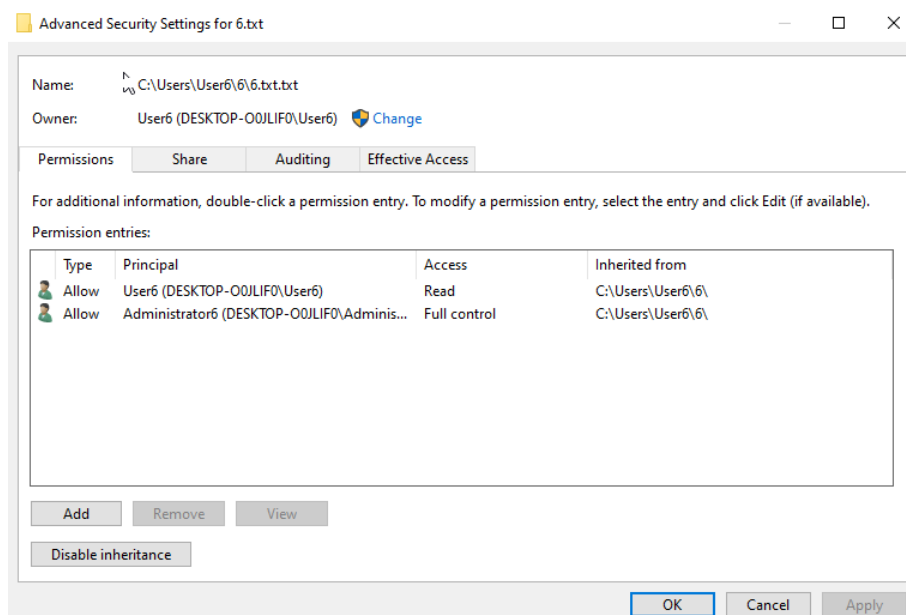 Advanced Security Settings for 6.txt
Name: C:\Users\User6\6\6.txt.txt
Owner: User6 (DESKTOP-O0JLIF0\User6) Change
Permissions Share Auditing Effective Access
For additional information, double-click a permission entry. To modify a permission entry, select the entry and click Edit (if available).
Permission entries:
Type Principal Access Inherited from
Allow User6 (DESKTOP-O0JLIF0\User6) Read C:\Users\User6\6\
Allow Administrator6 (DESKTOP-O0JLIF0\Adminis... Full control C:\Users\User6\6\
Add Remove View
Disable inheritance
OK Cancel Apply